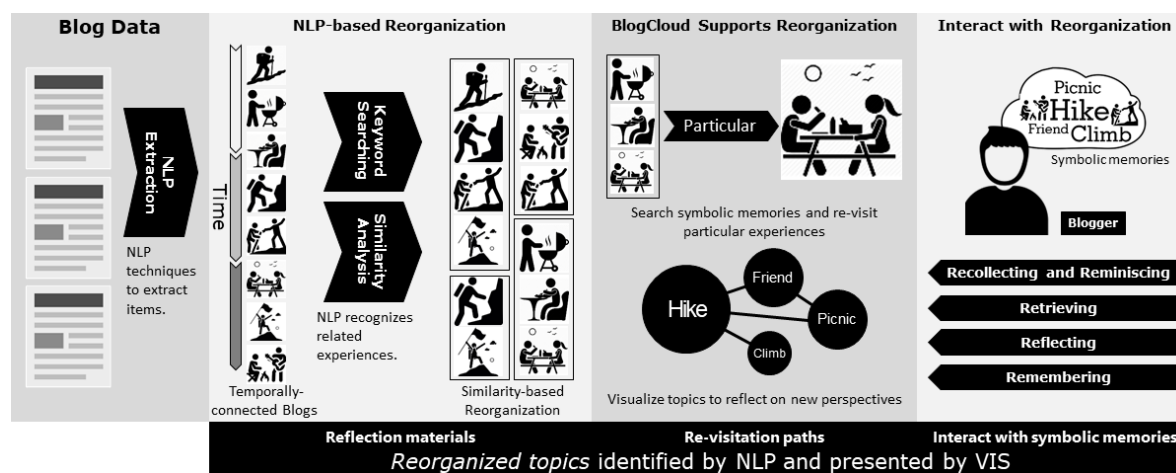 Blog Data
NLP
Extraction
NLP
techniques
to extract
items.
NLP-based Reorganization
Time
Temporally-
connected Blogs
Keyword
Searching
Similarity
Analysis
NLP recognizes
related
experiences.
Similarity-based
Reorganization
BlogCloud Supports Reorganization
Particular
Search symbolic memories and re-visit
particular experiences
Hike
Friend
Picnic
Climb
Visualize topics to reflect on new perspectives
Interact with Reorganization
Picnic
Hike
Friend Climb
Symbolic memories
Blogger
Recollecting and Reminiscing
Retrieving
Reflecting
Remembering
Reflection materials
Re-visitation paths
Interact with symbolic memories
Reorganized topics identified by NLP and presented by VIS